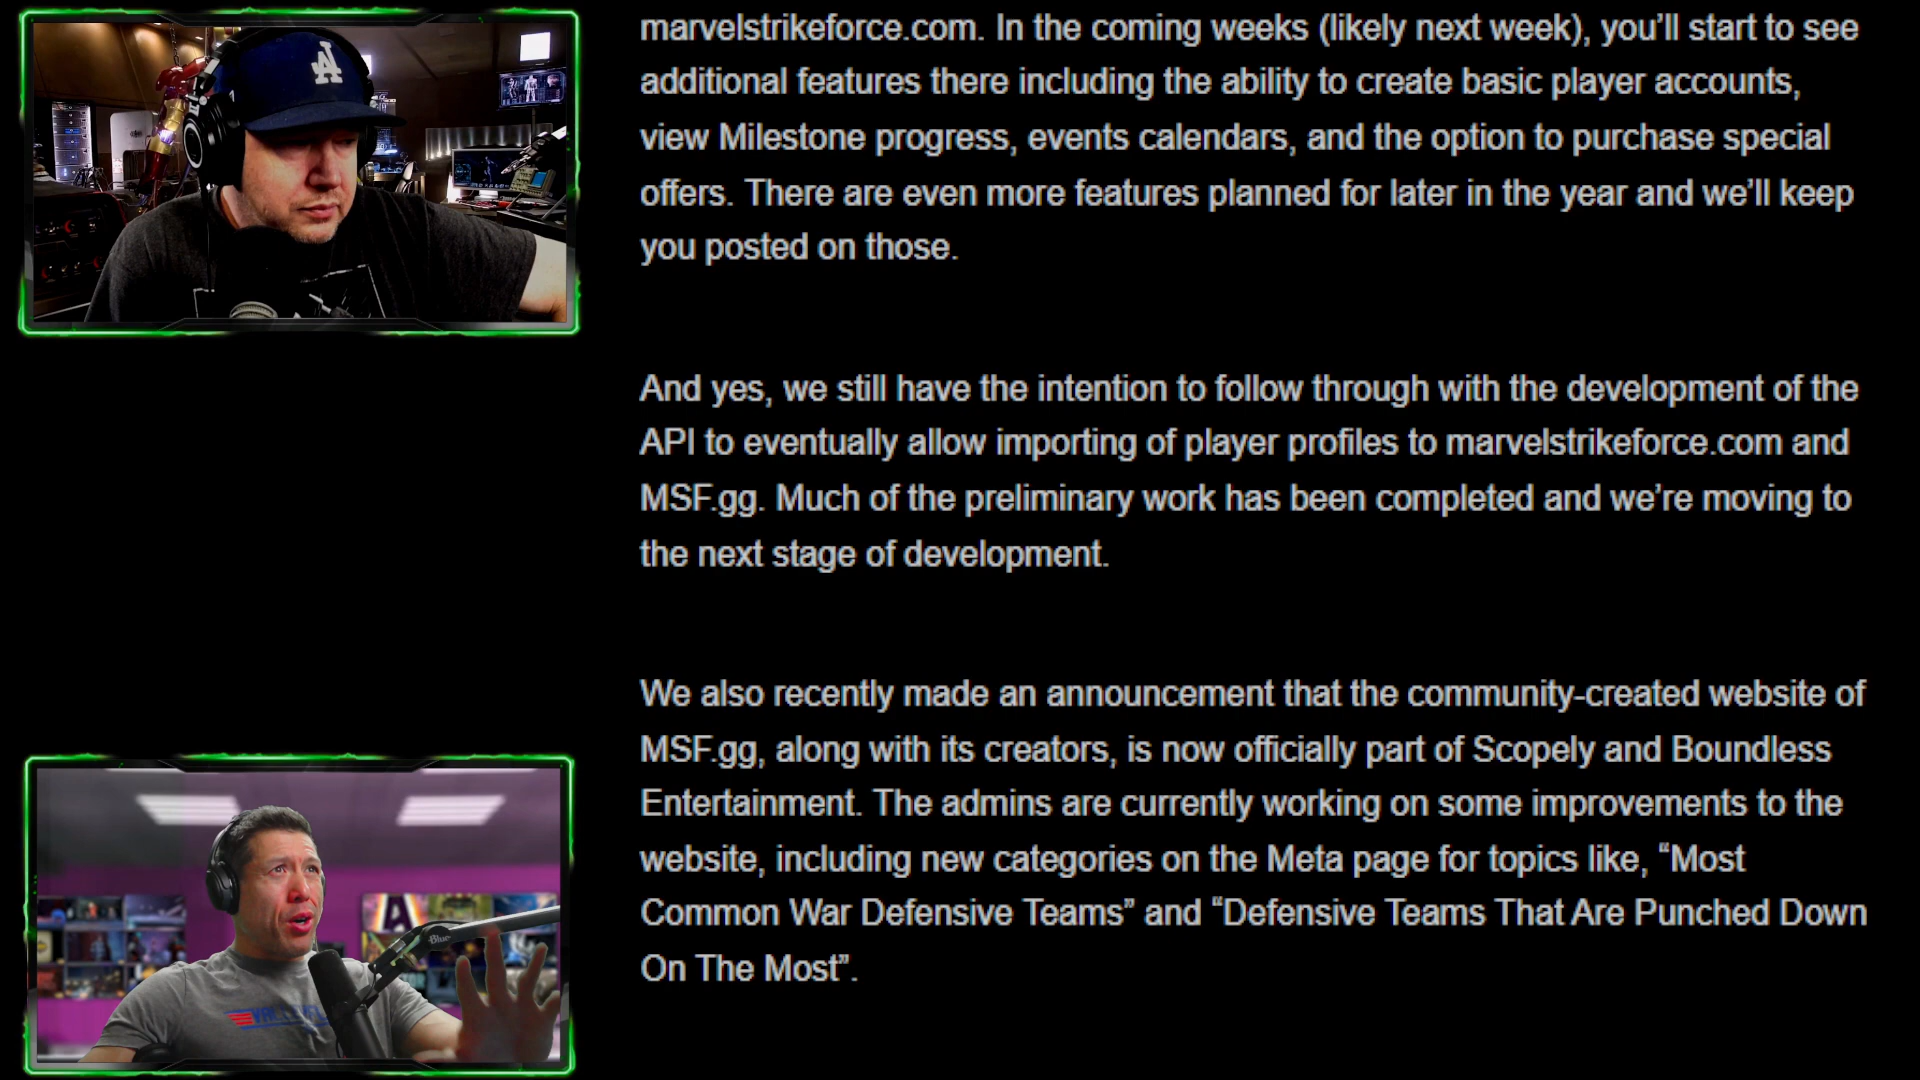 marvelstrikeforce.com. In the coming weeks (likely next week), you’ll start to see
additional features there including the ability to create basic player accounts,
view Milestone progress, events calendars, and the option to purchase special
offers. There are even more features planned for later in the year and we’ll keep
you posted on those.
And yes, we still have the intention to follow through with the development of the
API to eventually allow importing of player profiles to marvelstrikeforce.com and
MSF.gg. Much of the preliminary work has been completed and we’re moving to
the next stage of development.
We also recently made an announcement that the community-created website of
MSF.gg, along with its creators, is now officially part of Scopely and Boundless
Entertainment. The admins are currently working on some improvements to the
website, including new categories on the Meta page for topics like, “Most
Common War Defensive Teams” and “Defensive Teams That Are Punched Down
On The Most”.
LA
A
Blue